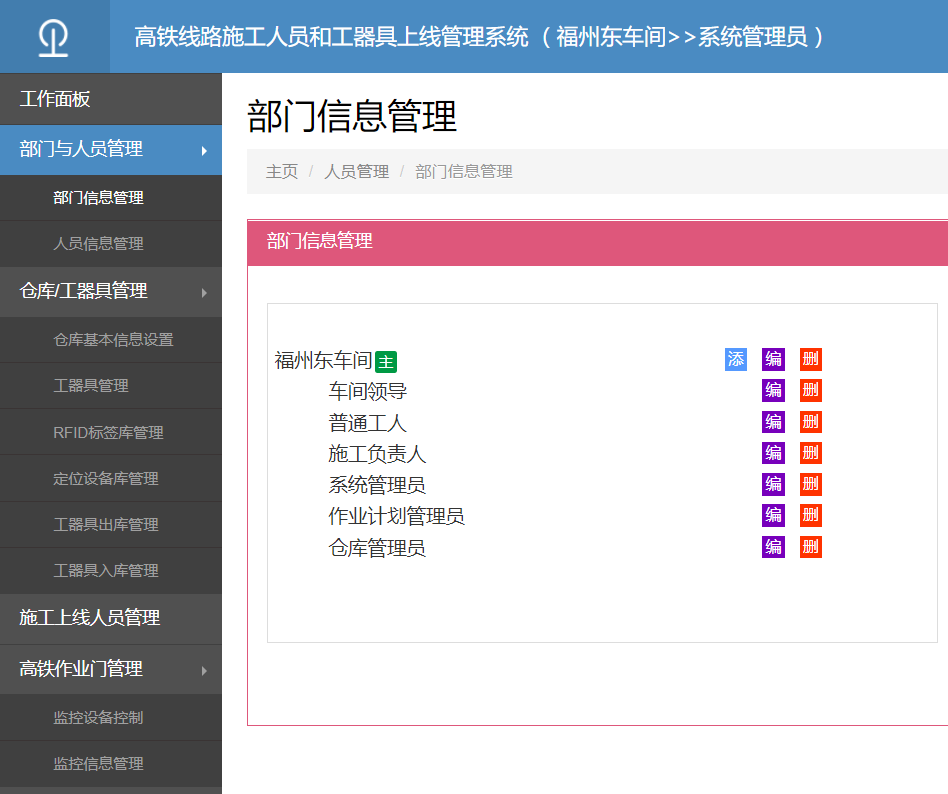 高铁线路施工人员和工器具上线管理系统（福州东车间>>系统管理员）
工作面板
部门与人员管理
部门信息管理
人员信息管理
仓库/工器具管理
仓库基本信息设置
工器具管理
RFID标签库管理
定位设备库管理
工器具出库管理
工器具入库管理
施工上线人员管理
高铁作业门管理
监控设备控制
监控信息管理
部门信息管理
主页 / 人员管理 / 部门信息管理
部门信息管理
福州东车间 主 添 编 删
车间领导 编 删
普通工人 编 删
施工负责人 编 删
系统管理员 编 删
作业计划管理员 编 删
仓库管理员 编 删